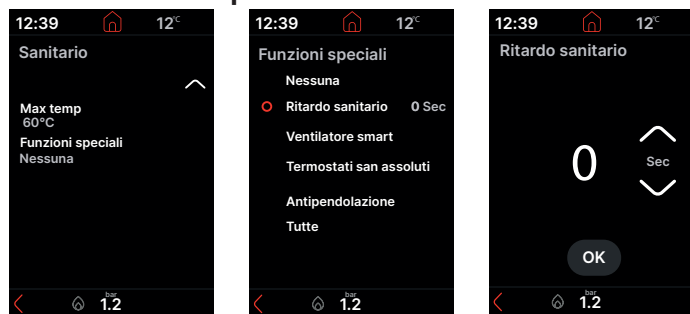 12:39 12°C
Sanitario
Max temp
60°C
Funzioni speciali
Nessuna
bar
1.2
12:39 12°C
Funzioni speciali
Nessuna
Ritardo sanitario 0 Sec
Ventilatore smart
Termostati san assoluti
Antipendolazione
Tutte
bar
1.2
12:39 12°C
Ritardo sanitario
0 Sec
OK
bar
1.2